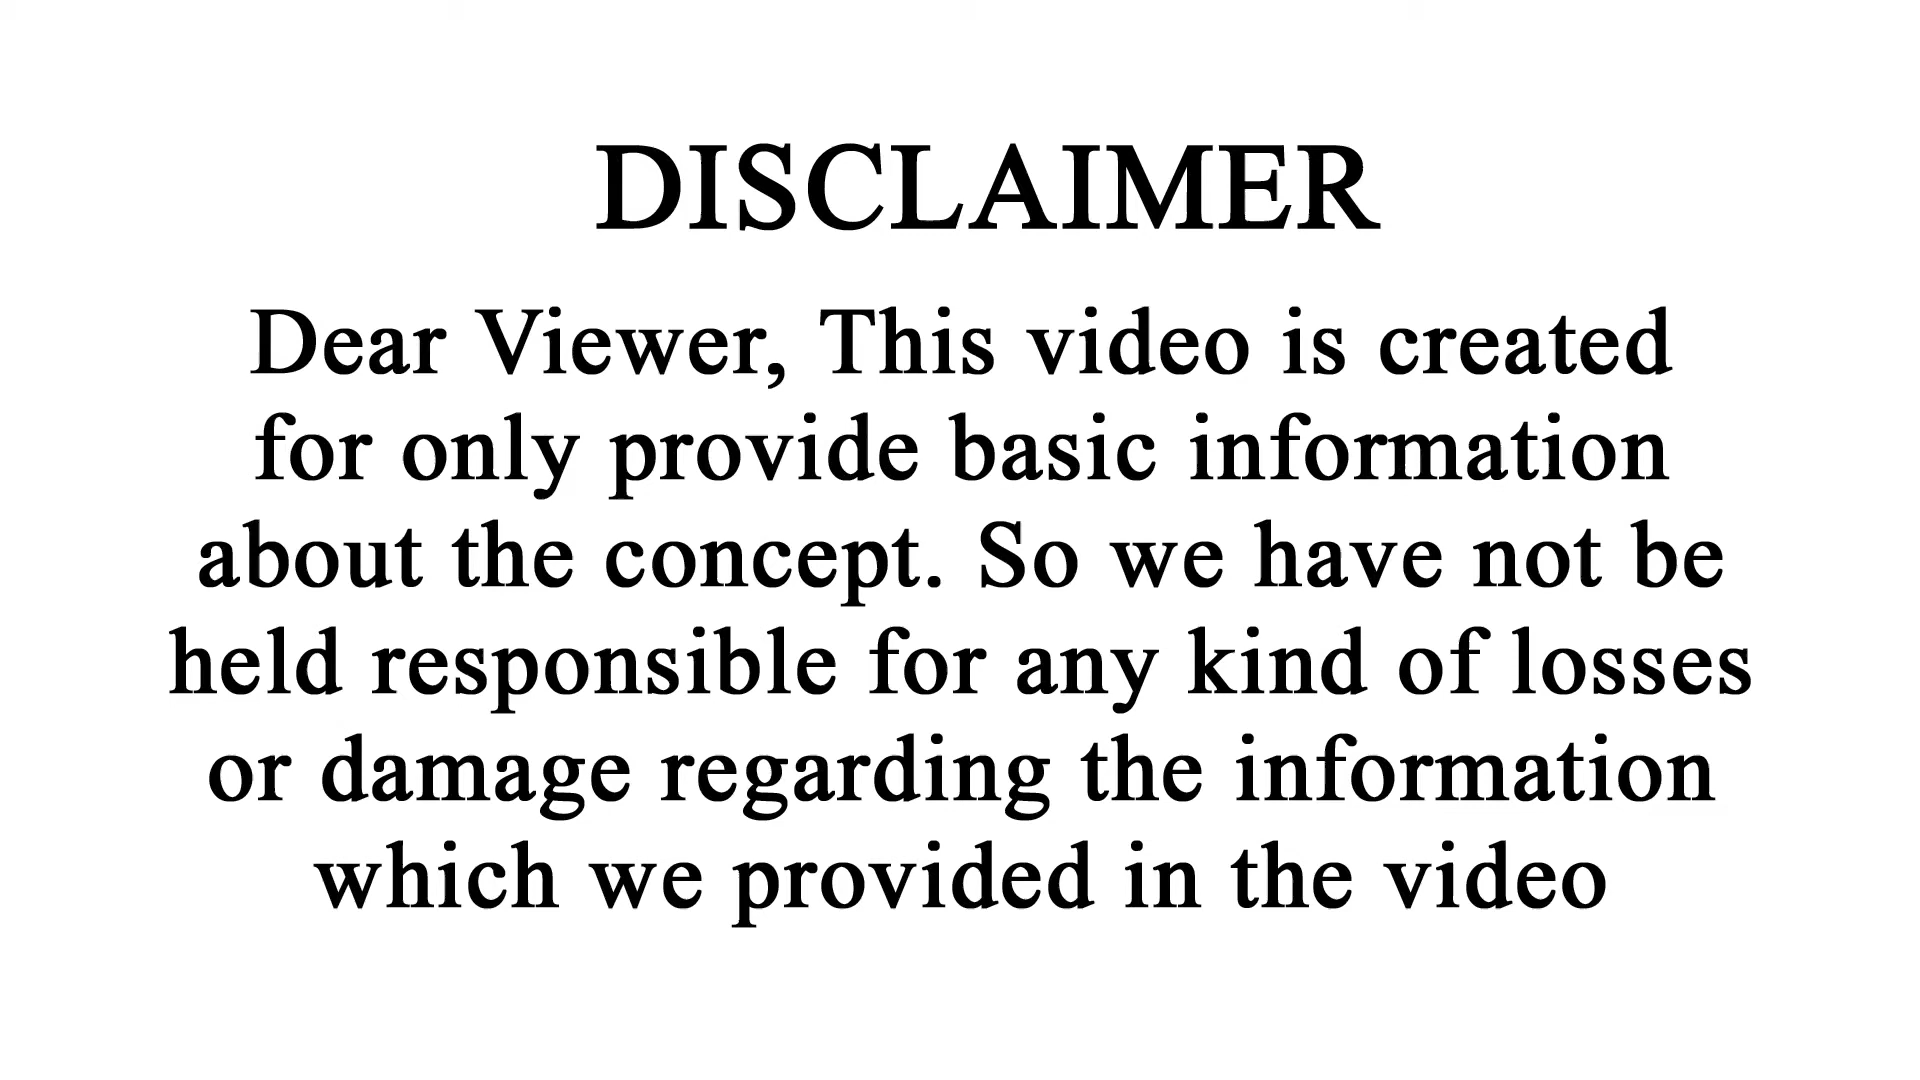 DISCLAIMER
Dear Viewer, This video is created
for only provide basic information
about the concept. So we have not be
held responsible for any kind of losses
or damage regarding the information
which we provided in the video